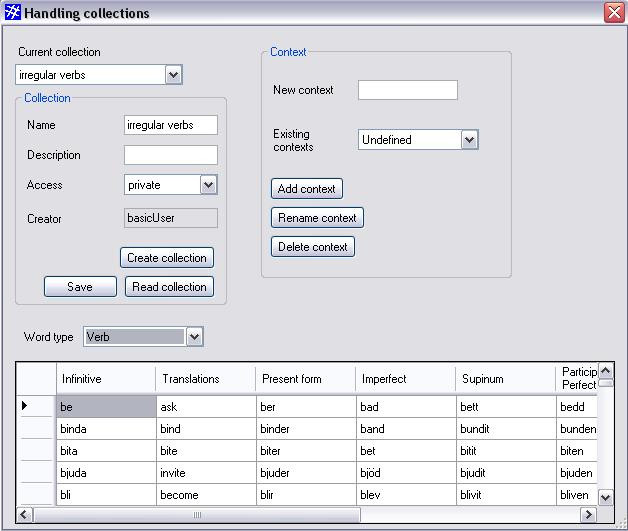 Handling collections
Current collection
irregular verbs
Collection
Name irregular verbs
Description
Access private
Creator basicUser
Create collection
Save Read collection
Context
New context
Existing
contexts
Undefined
Add context
Rename context
Delete context
Word type Verb
Infinitive Translations Present form Imperfect Supinum Particip
Perfect
be ask ber bad bett bedd
binda bind binder band bundit bunden
bita bite biter bet bitit biten
bjuda invite bjuder bjöd bjudit bjuden
bli become blir blev blivit bliven